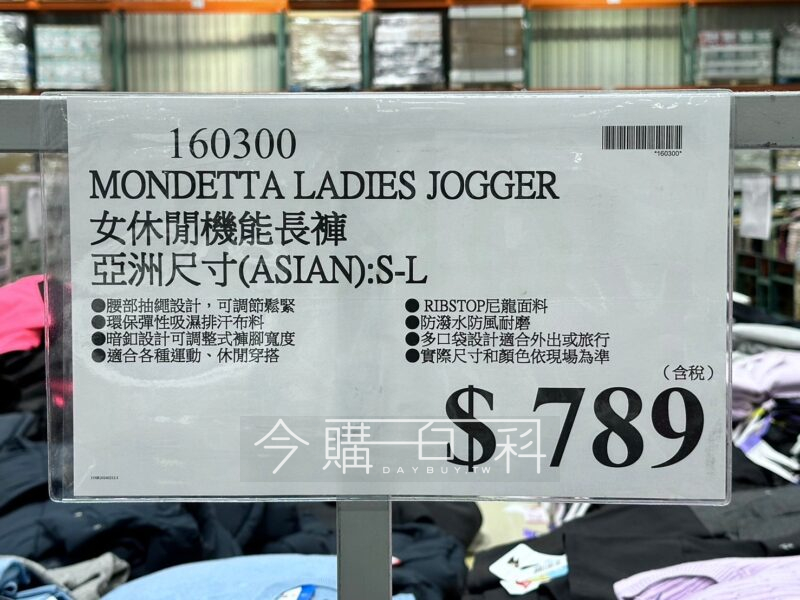 160300
*160300*
MONDETTA LADIES JOGGER
女休閒機能長褲
亞洲尺寸(ASIAN):S-L
●腰部抽繩設計，可調節鬆緊
●環保彈性吸濕排汗布料
●暗釦設計可調整式褲腳寬度
●適合各種運動、休閒穿搭
●RIBSTOP尼龍面料
●防潑水防風耐磨
●多口袋設計適合外出或旅行
●實際尺寸和顏色依現場為準
（含稅）
$ 789
今購百科
DAYBUY.TW